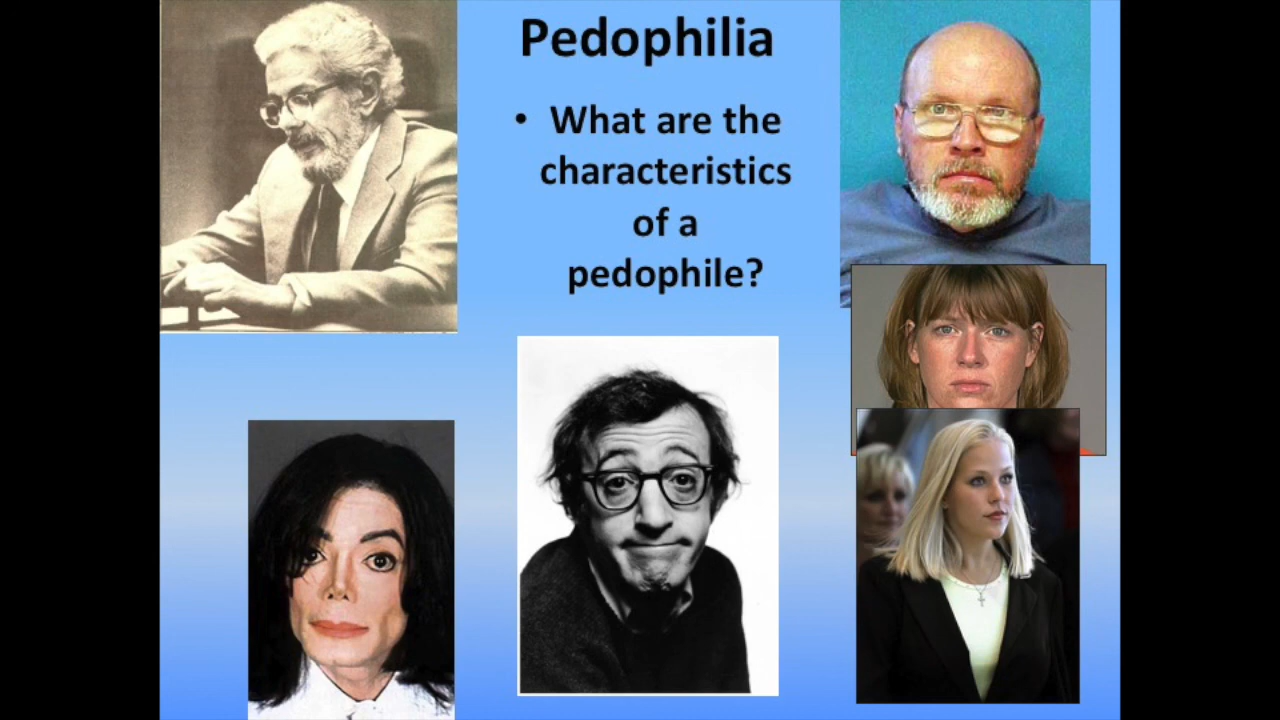 Pedophilia
• What are the
characteristics
of a
pedophile?